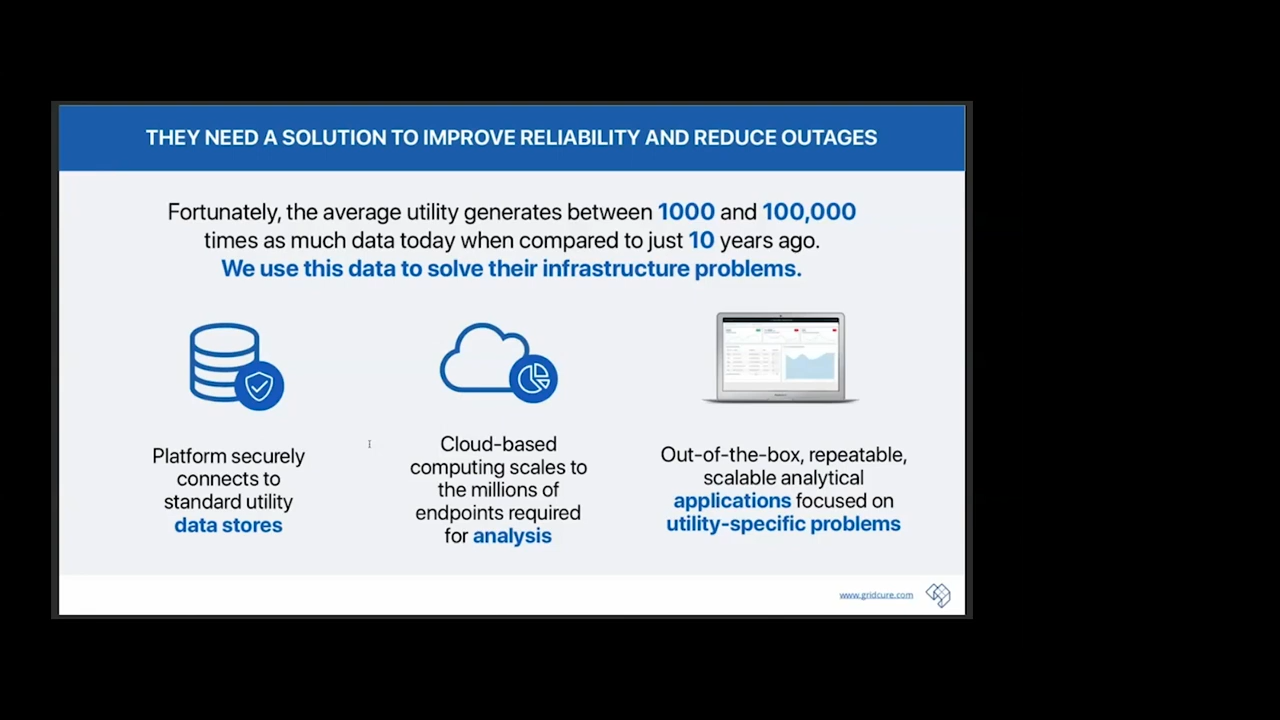 THEY NEED A SOLUTION TO IMPROVE RELIABILITY AND REDUCE OUTAGES
Fortunately, the average utility generates between 1000 and 100,000
times as much data today when compared to just 10 years ago.
We use this data to solve their infrastructure problems.
Platform securely
connects to
standard utility
data stores
Cloud-based
computing scales to
the millions of
endpoints required
for analysis
Out-of-the-box, repeatable,
scalable analytical
applications focused on
utility-specific problems
www.gridcure.com